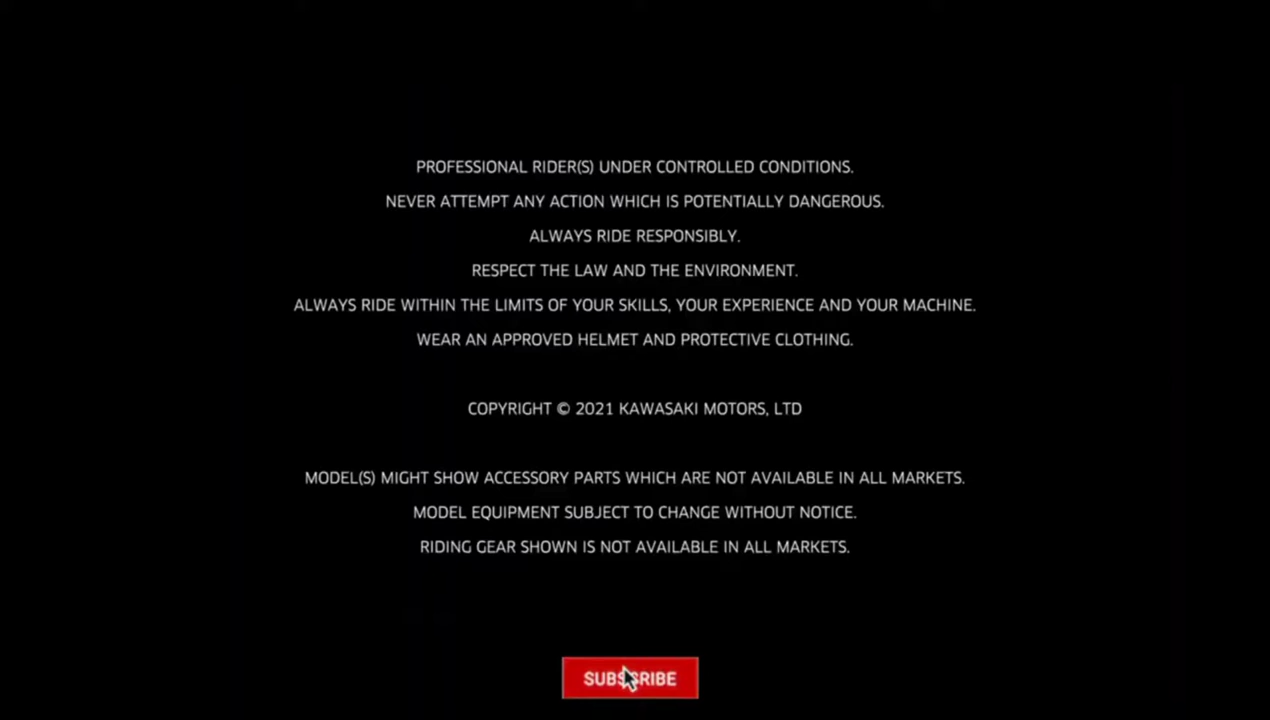 PROFESSIONAL RIDER(S) UNDER CONTROLLED CONDITIONS.
NEVER ATTEMPT ANY ACTION WHICH IS POTENTIALLY DANGEROUS.
ALWAYS RIDE RESPONSIBLY.
RESPECT THE LAW AND THE ENVIRONMENT.
ALWAYS RIDE WITHIN THE LIMITS OF YOUR SKILLS, YOUR EXPERIENCE AND YOUR MACHINE.
WEAR AN APPROVED HELMET AND PROTECTIVE CLOTHING.
COPYRIGHT © 2021 KAWASAKI MOTORS, LTD
MODEL(S) MIGHT SHOW ACCESSORY PARTS WHICH ARE NOT AVAILABLE IN ALL MARKETS.
MODEL EQUIPMENT SUBJECT TO CHANGE WITHOUT NOTICE.
RIDING GEAR SHOWN IS NOT AVAILABLE IN ALL MARKETS.
SUBSCRIBE